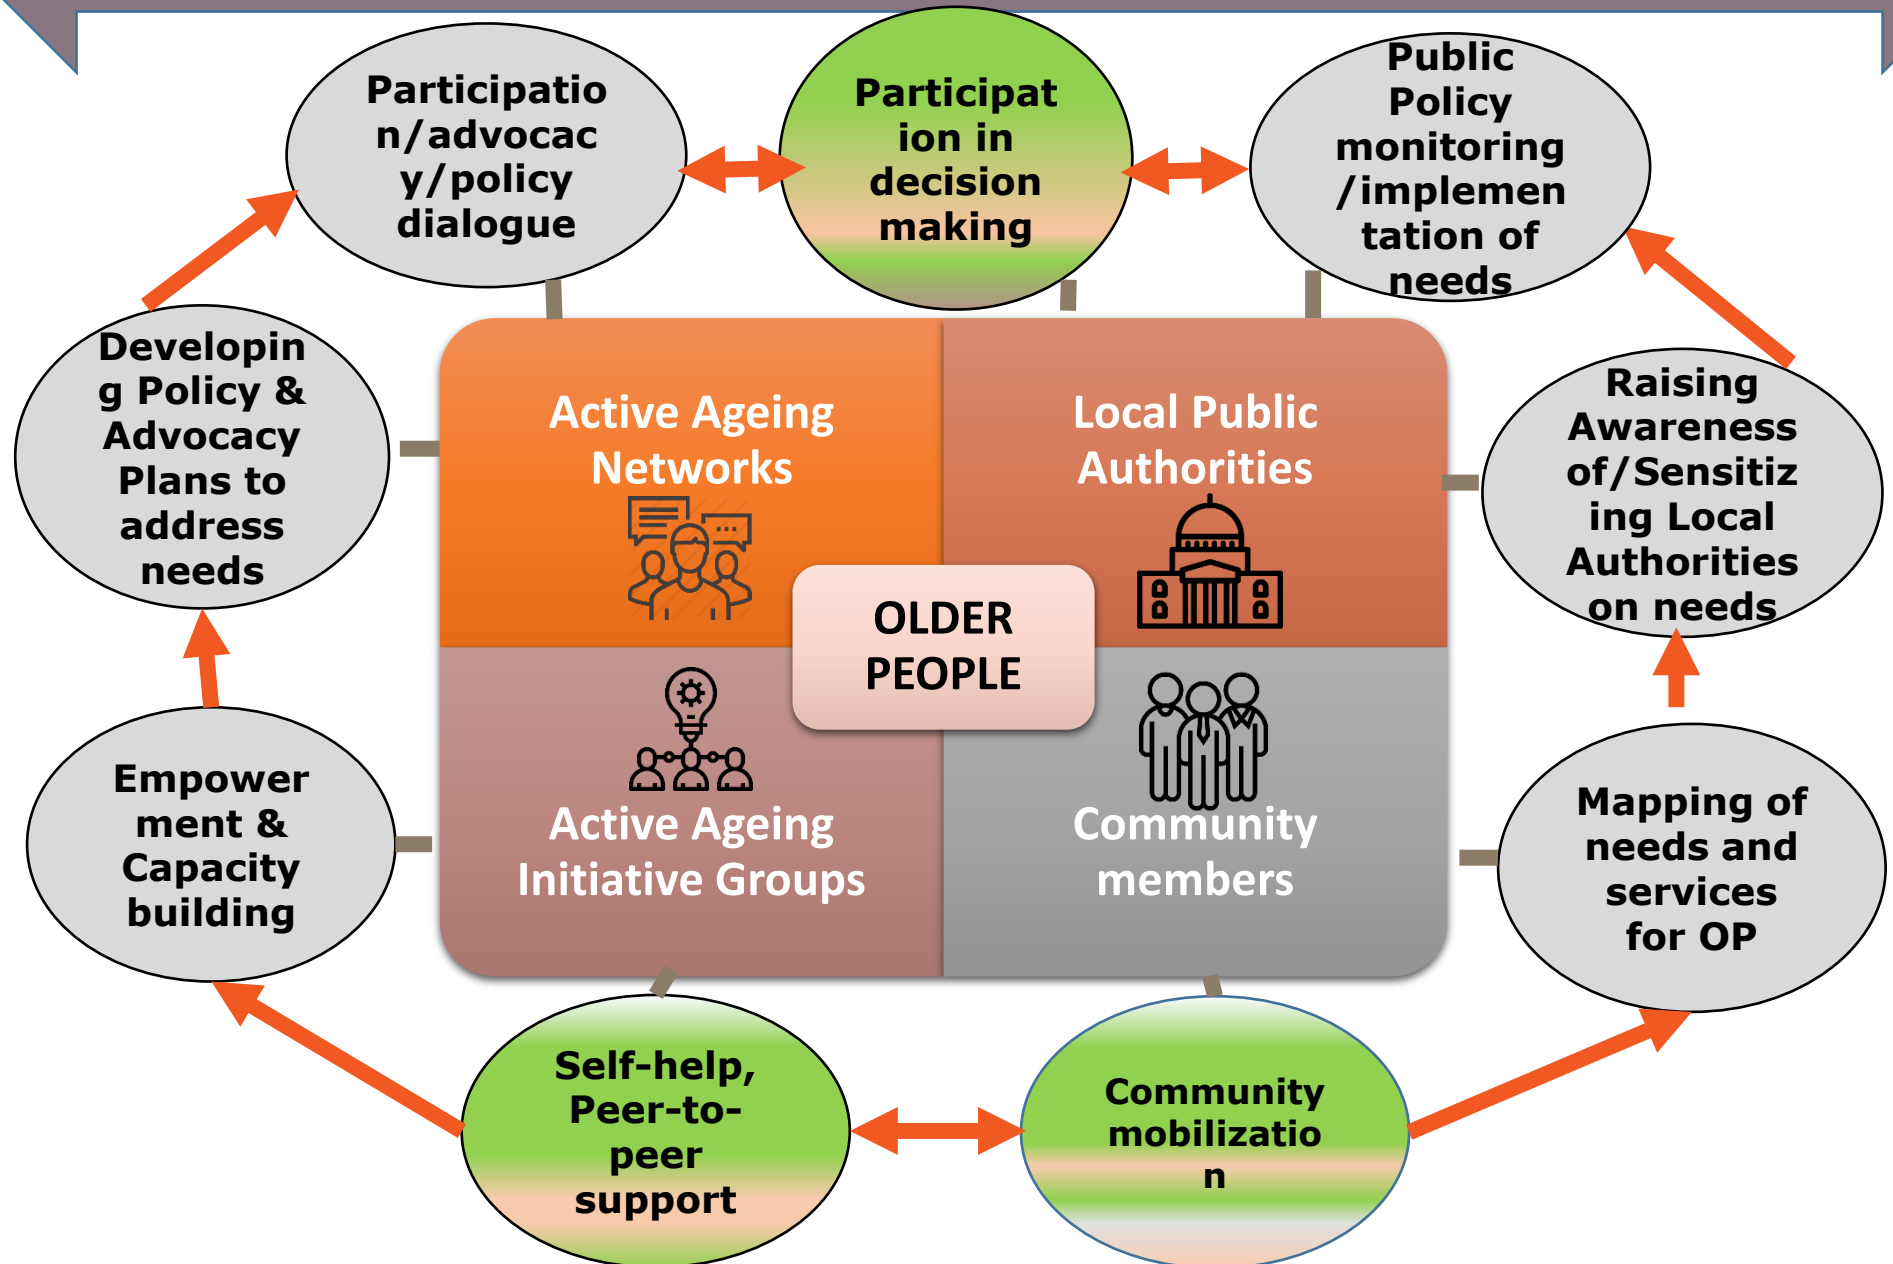 Participatio
n/advocac
y/policy
dialogue
Participat
ion in
decision
making
Public
Policy
monitoring
/implemen
tation of
needs
Developin
g Policy &
Advocacy
Plans to
address
needs
Active Ageing
Networks
Local Public
Authorities
Raising
Awareness
of/Sensitiz
ing Local
Authorities
on needs
OLDER
PEOPLE
Empower
ment &
Capacity
building
Active Ageing
Initiative Groups
Community
members
Mapping of
needs and
services
for OP
Self-help,
Peer-to-
peer
support
Community
mobilizatio
n